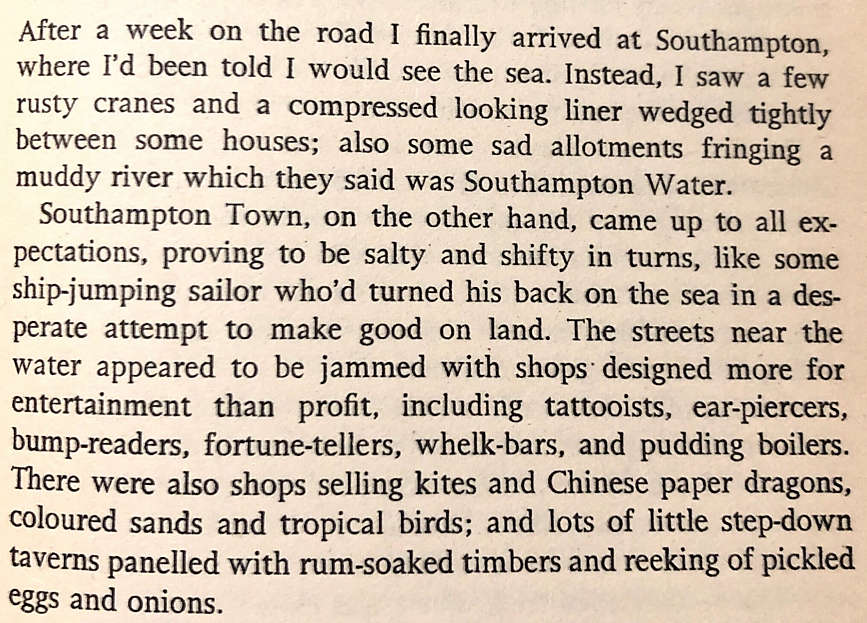 After a week on the road I finally arrived at Southampton,
where I'd been told I would see the sea. Instead, I saw a few
rusty cranes and a compressed looking liner wedged tightly
between some houses; also some sad allotments fringing a
muddy river which they said was Southampton Water.
Southampton Town, on the other hand, came up to all ex-
pectations, proving to be salty and shifty in turns, like some
ship-jumping sailor who'd turned his back on the sea in a des-
perate attempt to make good on land. The streets near the
water appeared to be jammed with shops designed more for
entertainment than profit, including tattooists, ear-piercers,
bump-readers, fortune-tellers, whelk-bars, and pudding boilers.
There were also shops selling kites and Chinese paper dragons,
coloured sands and tropical birds; and lots of little step-down
taverns panelled with rum-soaked timbers and reeking of pickled
eggs and onions.